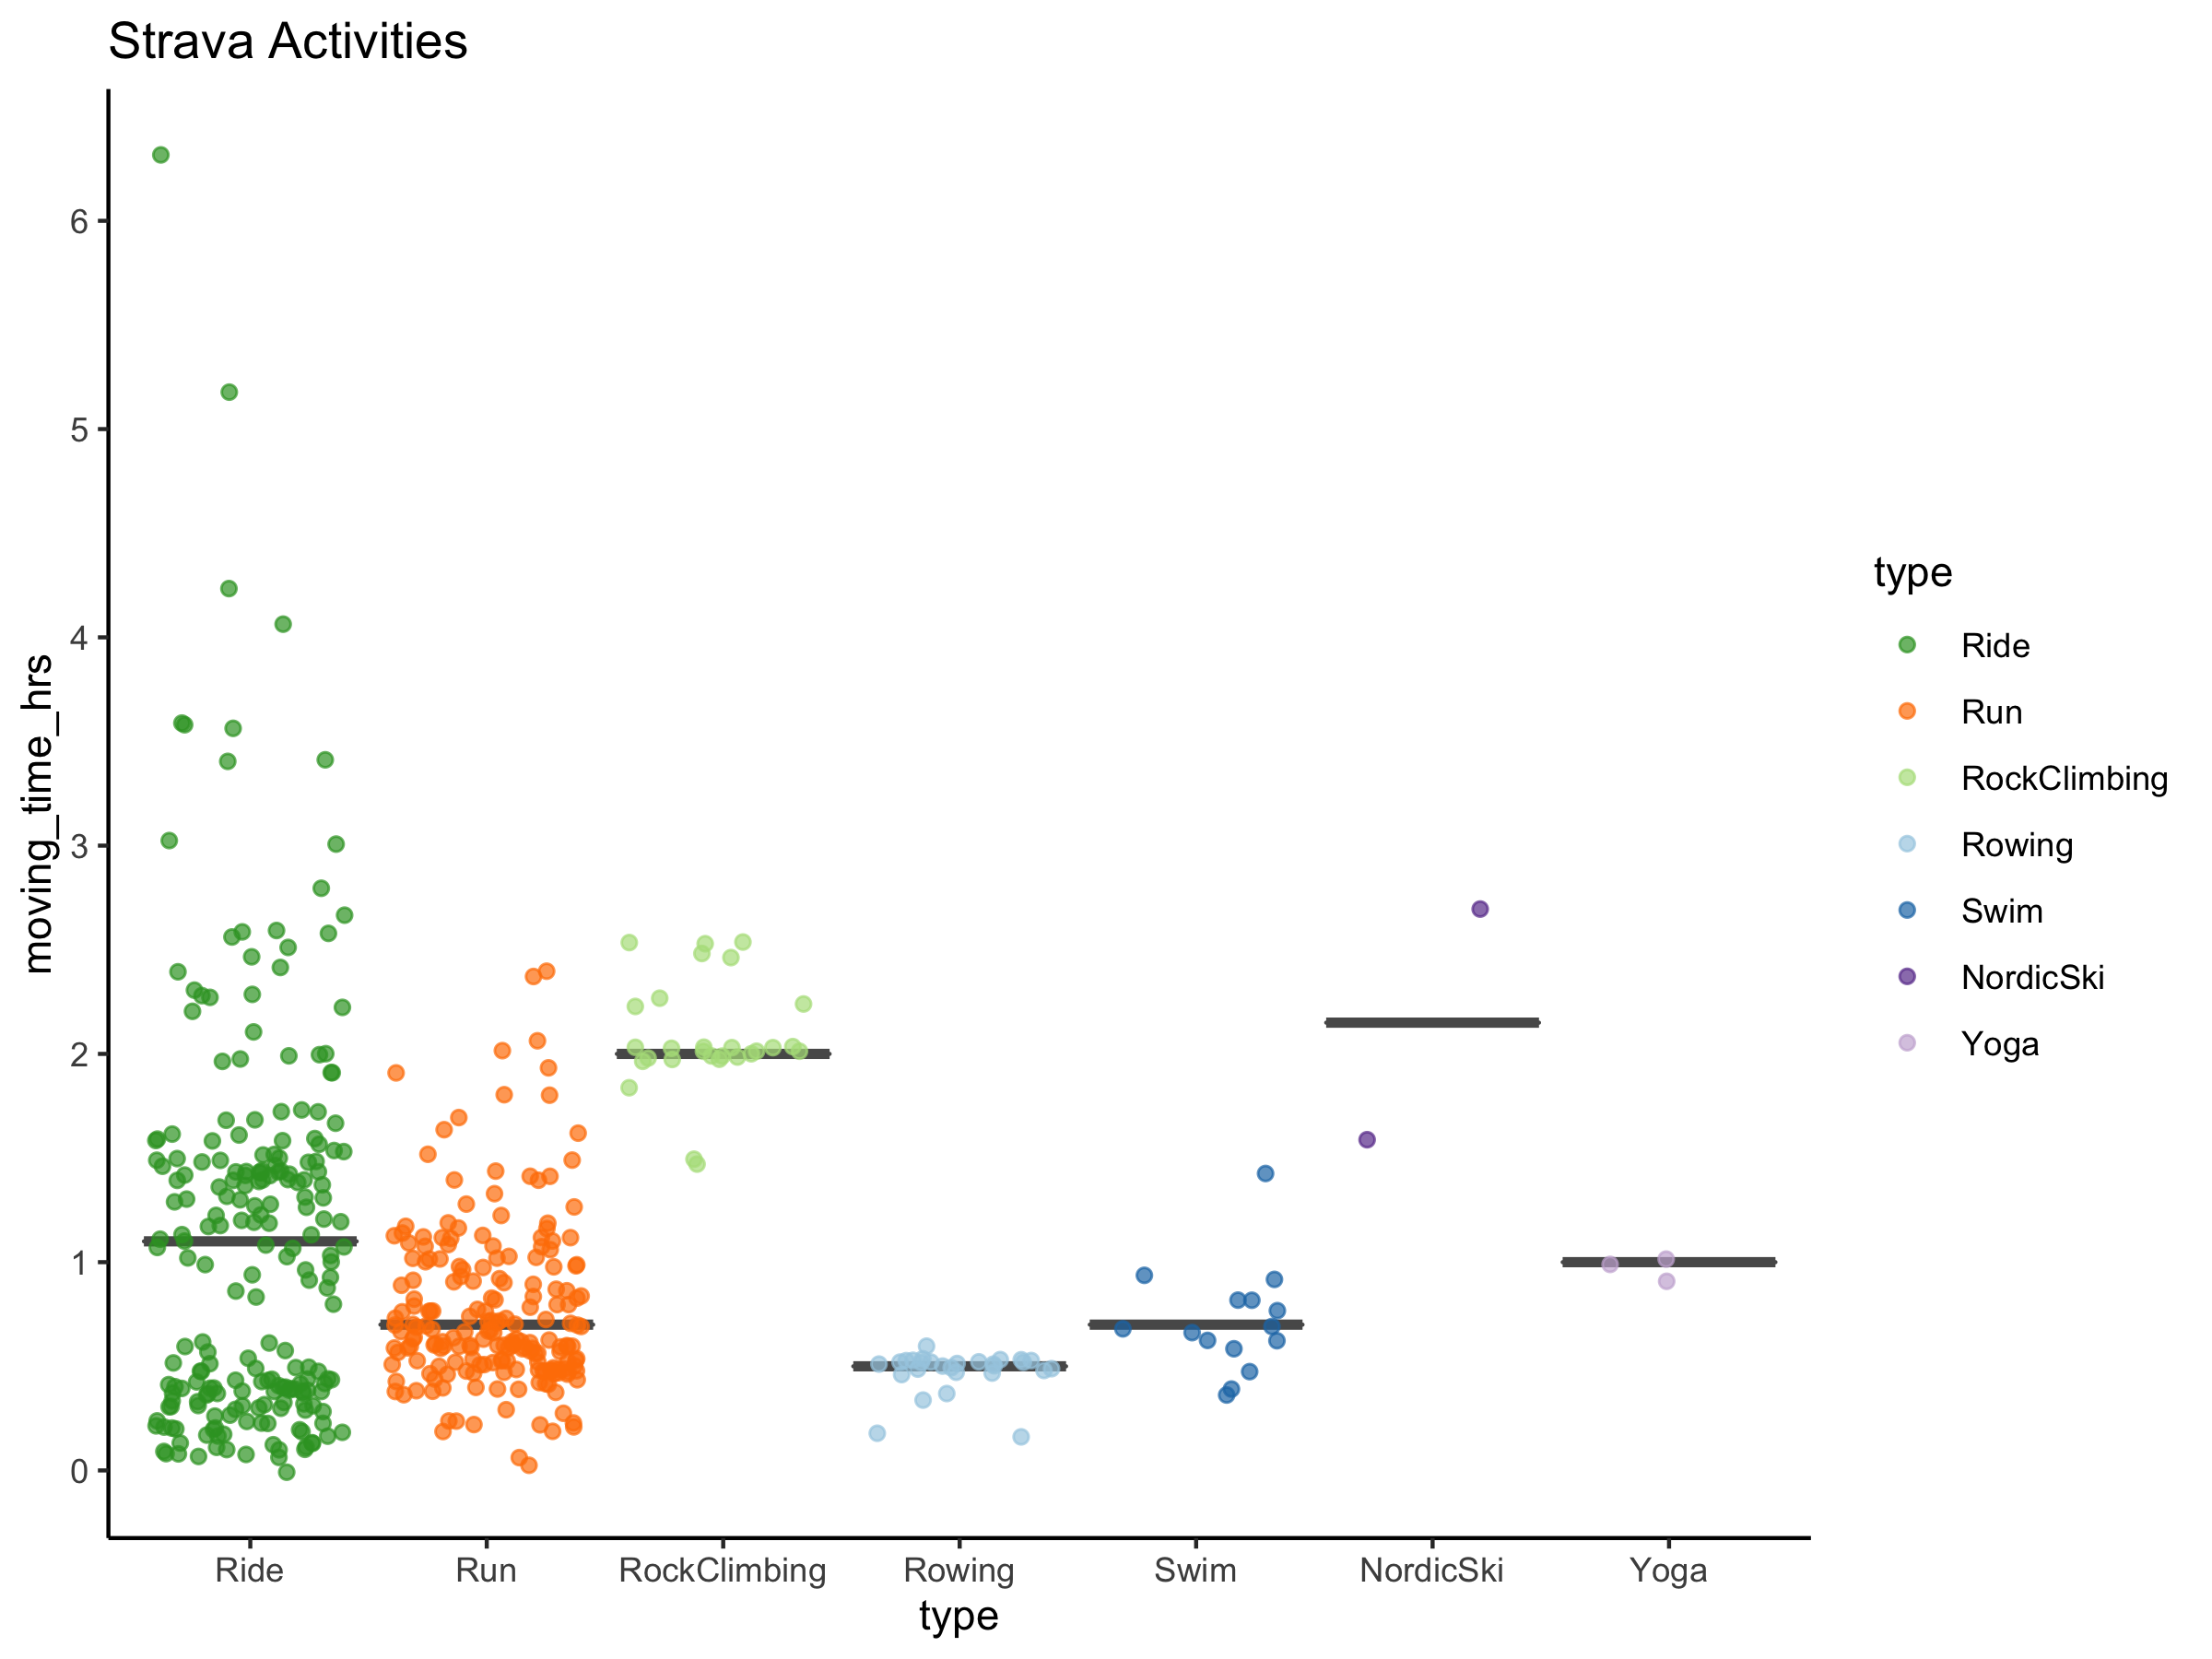 Strava Activities
moving_time_hrs
6
5
4
3
2
1
0
Ride
Run
RockClimbing
Rowing
Swim
NordicSki
Yoga
type
type
Ride
Run
RockClimbing
Rowing
Swim
NordicSki
Yoga